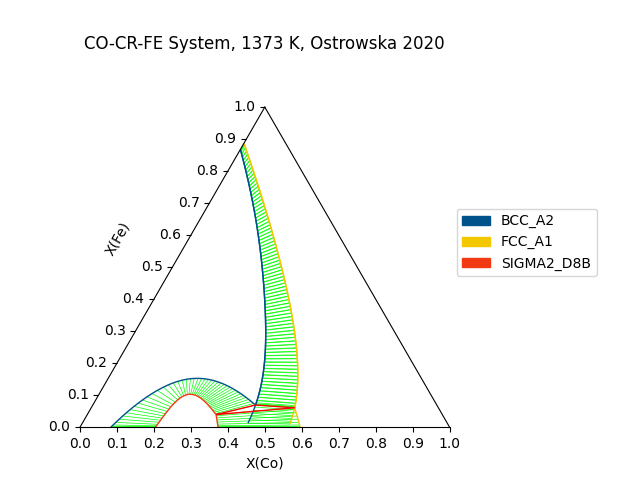 CO-CR-FE System, 1373 K, Ostrowska 2020
1.0
0.9
0.8
0.7
0.6
0.5
0.4
0.3
0.2
0.1
0.0
X(Fe)
0.0 0.1 0.2 0.3 0.4 0.5 0.6 0.7 0.8 0.9 1.0
X(Co)
BCC_A2
FCC_A1
SIGMA2_D8B